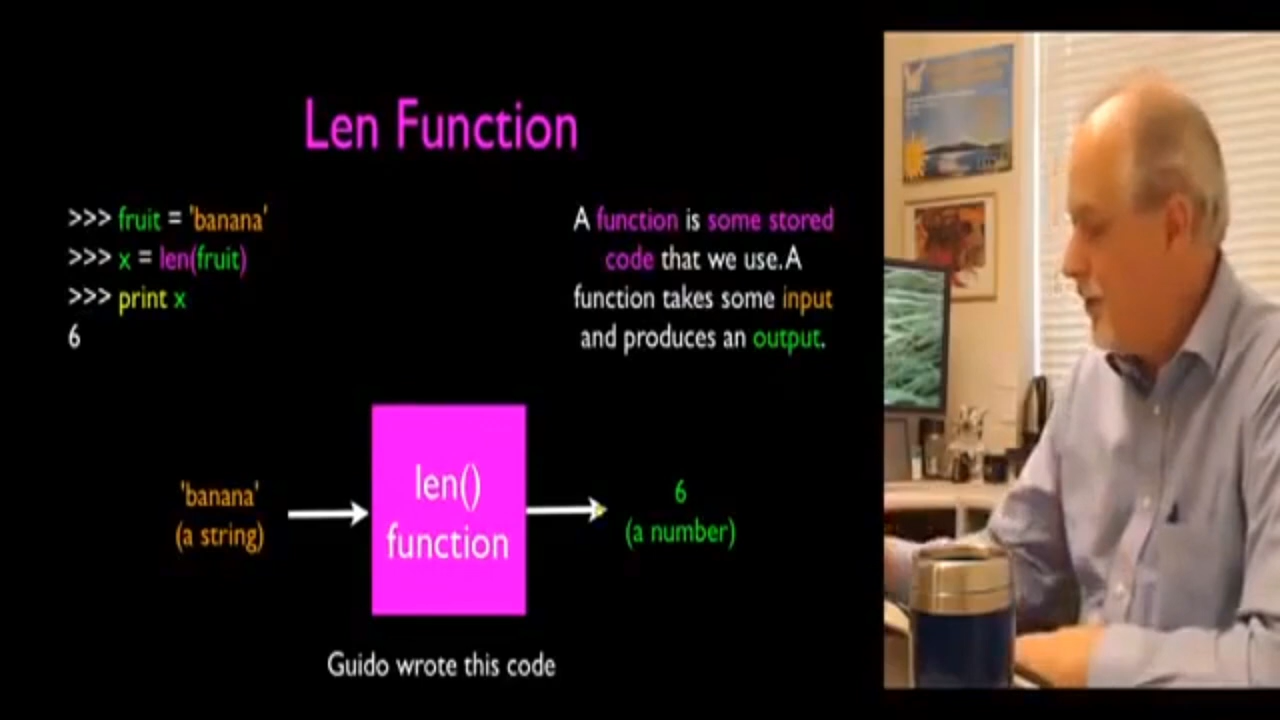 Len Function
>>> fruit = 'banana'
>>> x = len(fruit)
>>> print x
6
A function is some stored
code that we use. A
function takes some input
and produces an output.
'banana'
(a string)
len()
function
6
(a number)
Guido wrote this code